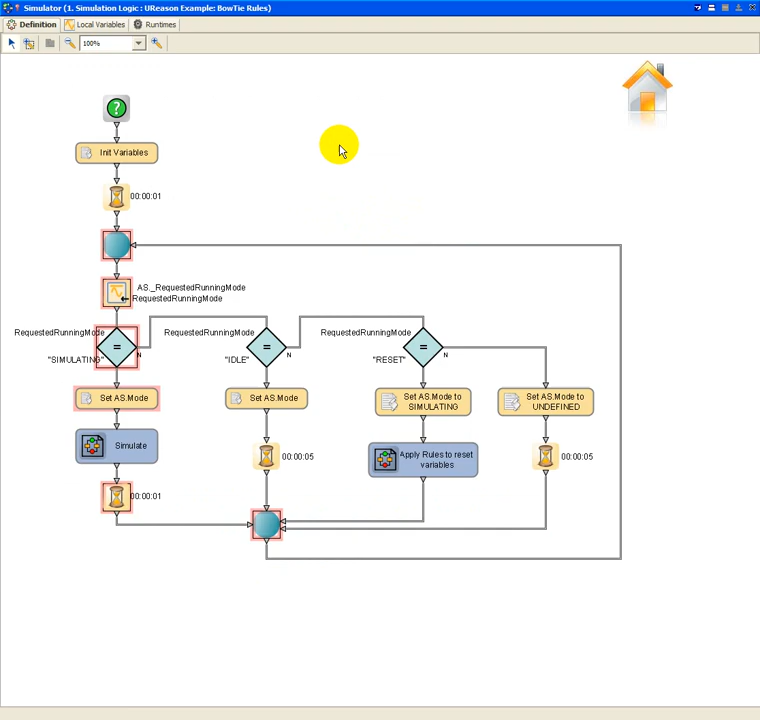 Simulator (1. Simulation Logic : UReason Example: BowTie Rules)
Definition
Local Variables
Runtimes
100%
?
Init Variables
00:00:01
AS._RequestedRunningMode
RequestedRunningMode
RequestedRunningMode
"SIMULATING"
=
N
RequestedRunningMode
"IDLE"
=
N
RequestedRunningMode
"RESET"
=
N
Set AS.Mode
Set AS.Mode
Set AS.Mode to
SIMULATING
Set AS.Mode to
UNDEFINED
Simulate
00:00:05
Apply Rules to reset
variables
00:00:05
00:00:01